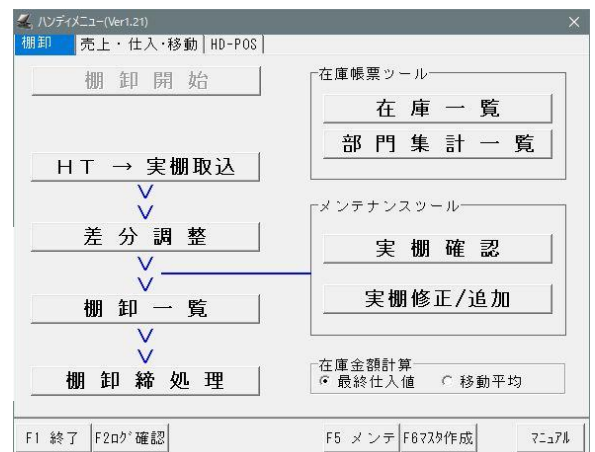 ハンディメニュー(Ver1.21)
棚卸 売上・仕入・移動 HD-POS
棚 卸 開 始
HT → 実棚取込
差 分 調 整
棚 卸 一 覧
棚 卸 締 処 理
在庫帳票ツール
在 庫 一 覧
部 門 集 計 一 覧
メンテナンスツール
実 棚 確 認
実棚修正/追加
在庫金額計算
最終仕入値 移動平均
F1 終了 F2ログ確認 F5 メンテ F6マスタ作成 マニュアル